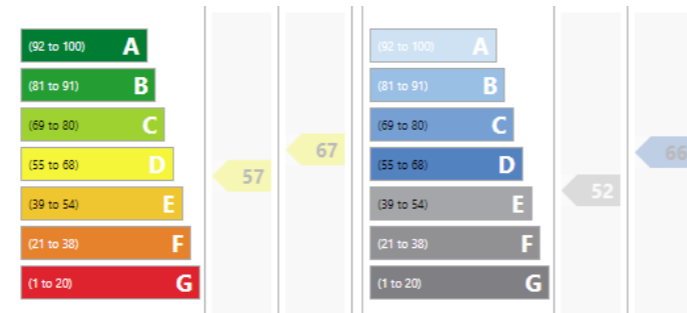 (92 to 100) A
(81 to 91) B
(69 to 80) C
(55 to 68) D
(39 to 54) E
(21 to 38) F
(1 to 20) G
57
67
(92 to 100) A
(81 to 91) B
(69 to 80) C
(55 to 68) D
(39 to 54) E
(21 to 38) F
(1 to 20) G
52
66